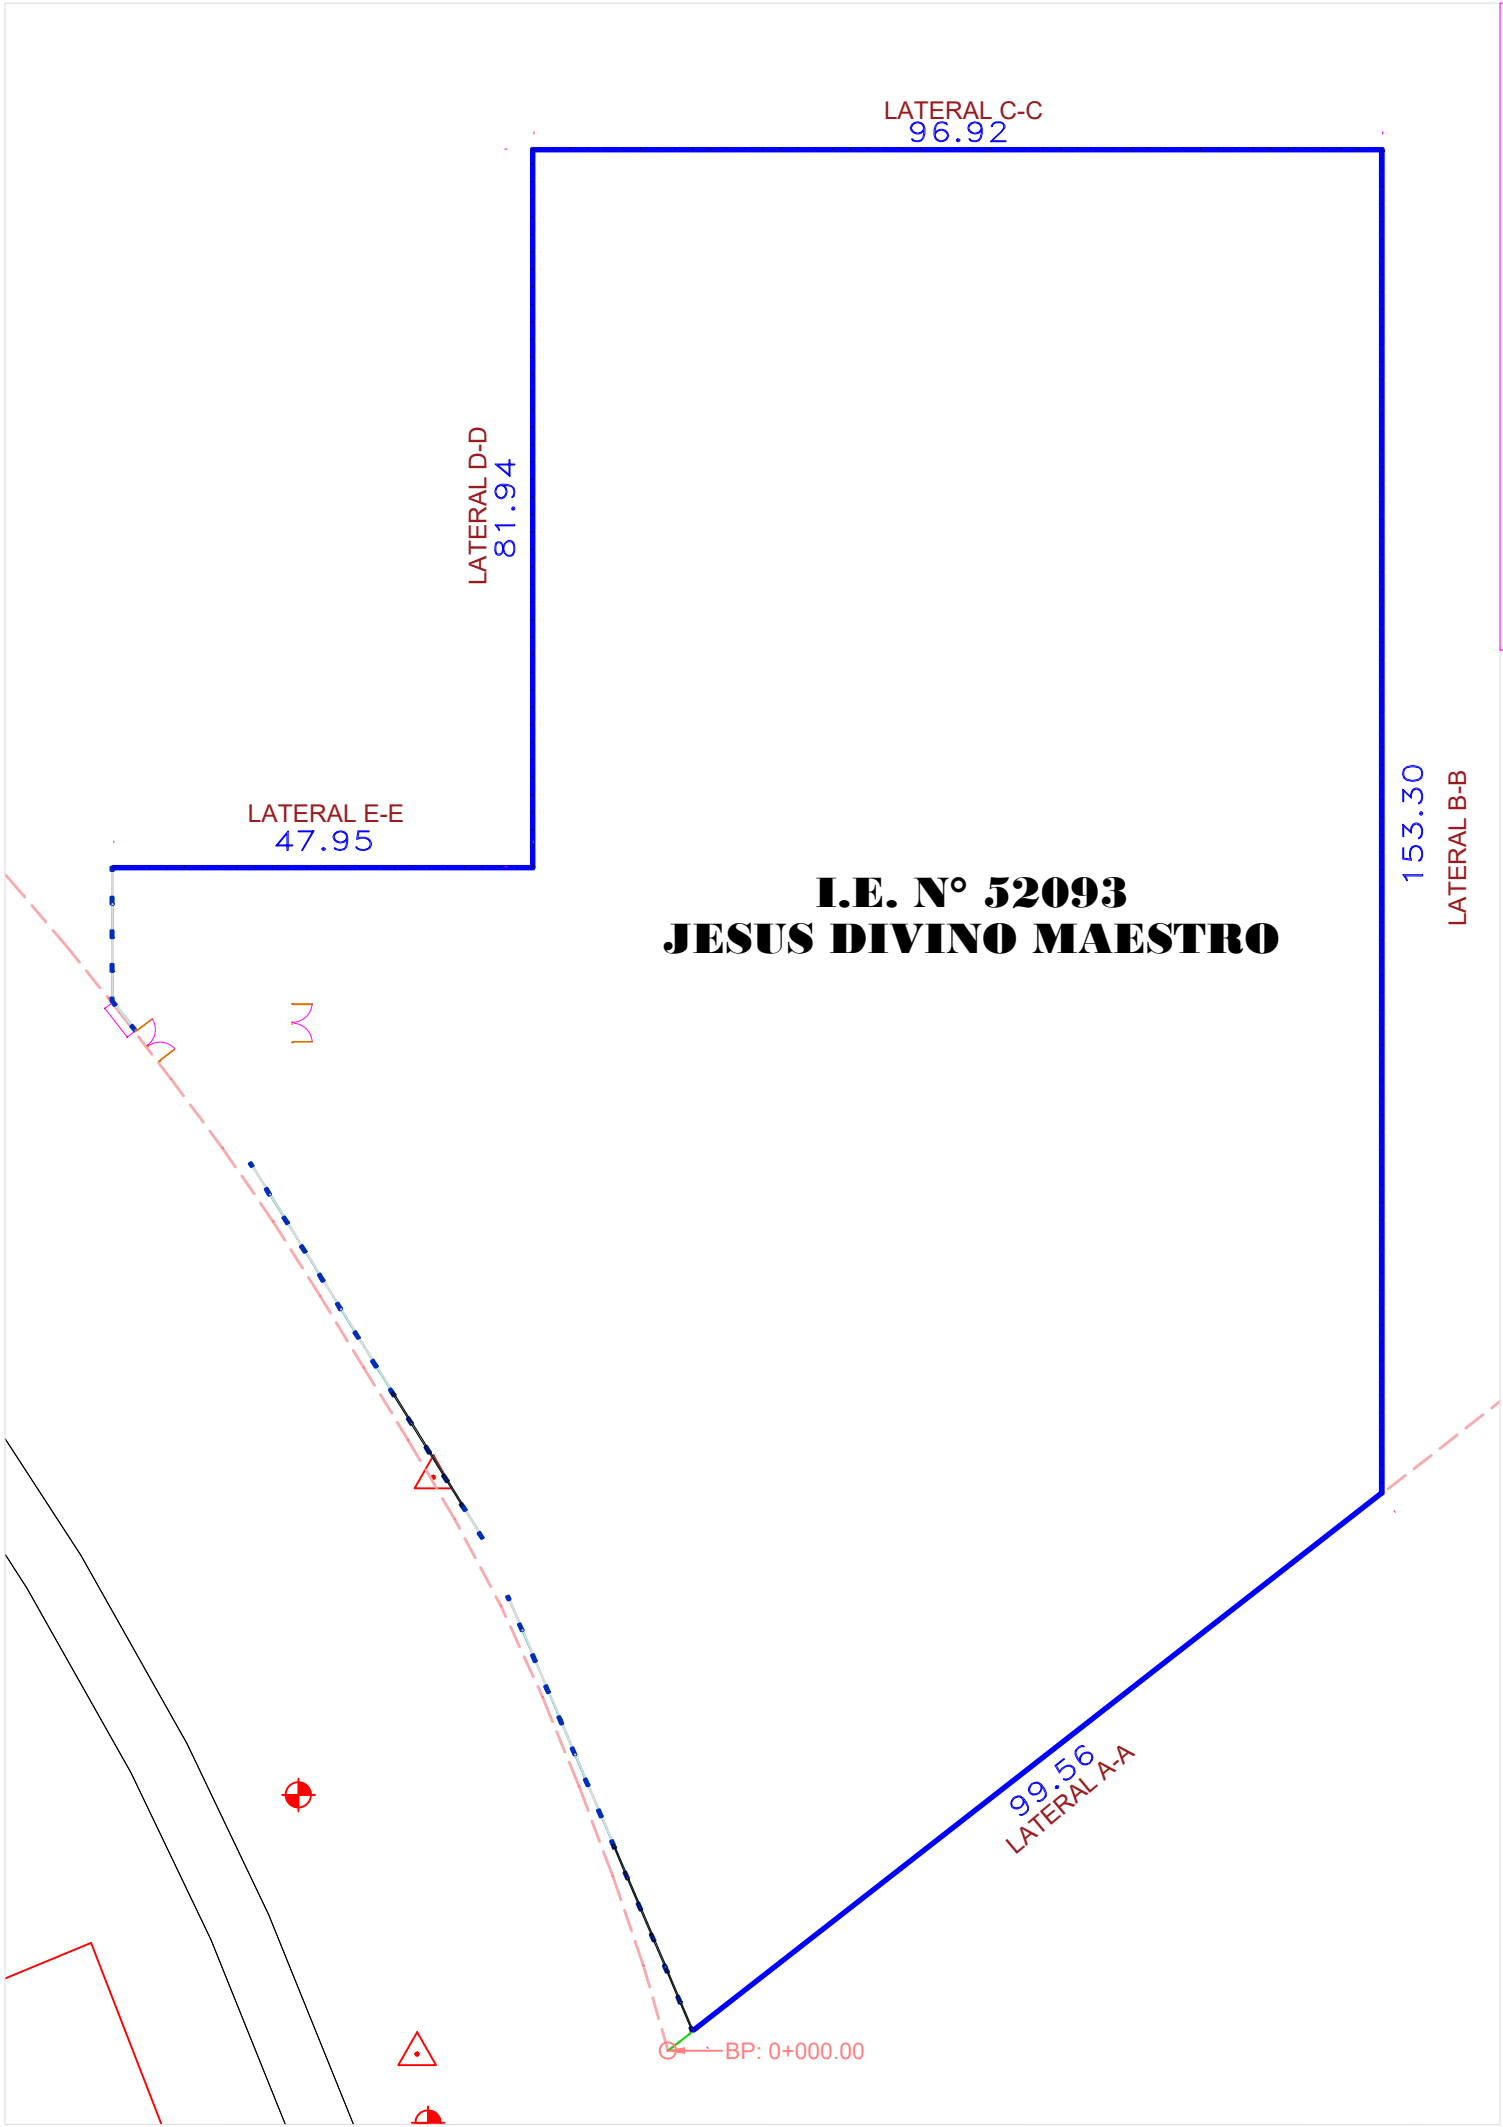 LATERAL C-C
96.92
LATERAL D-D
81.94
LATERAL E-E
47.95
153.30
LATERAL B-B
I.E. N° 52093
JESUS DIVINO MAESTRO
99.56
LATERAL A-A
BP: 0+000.00